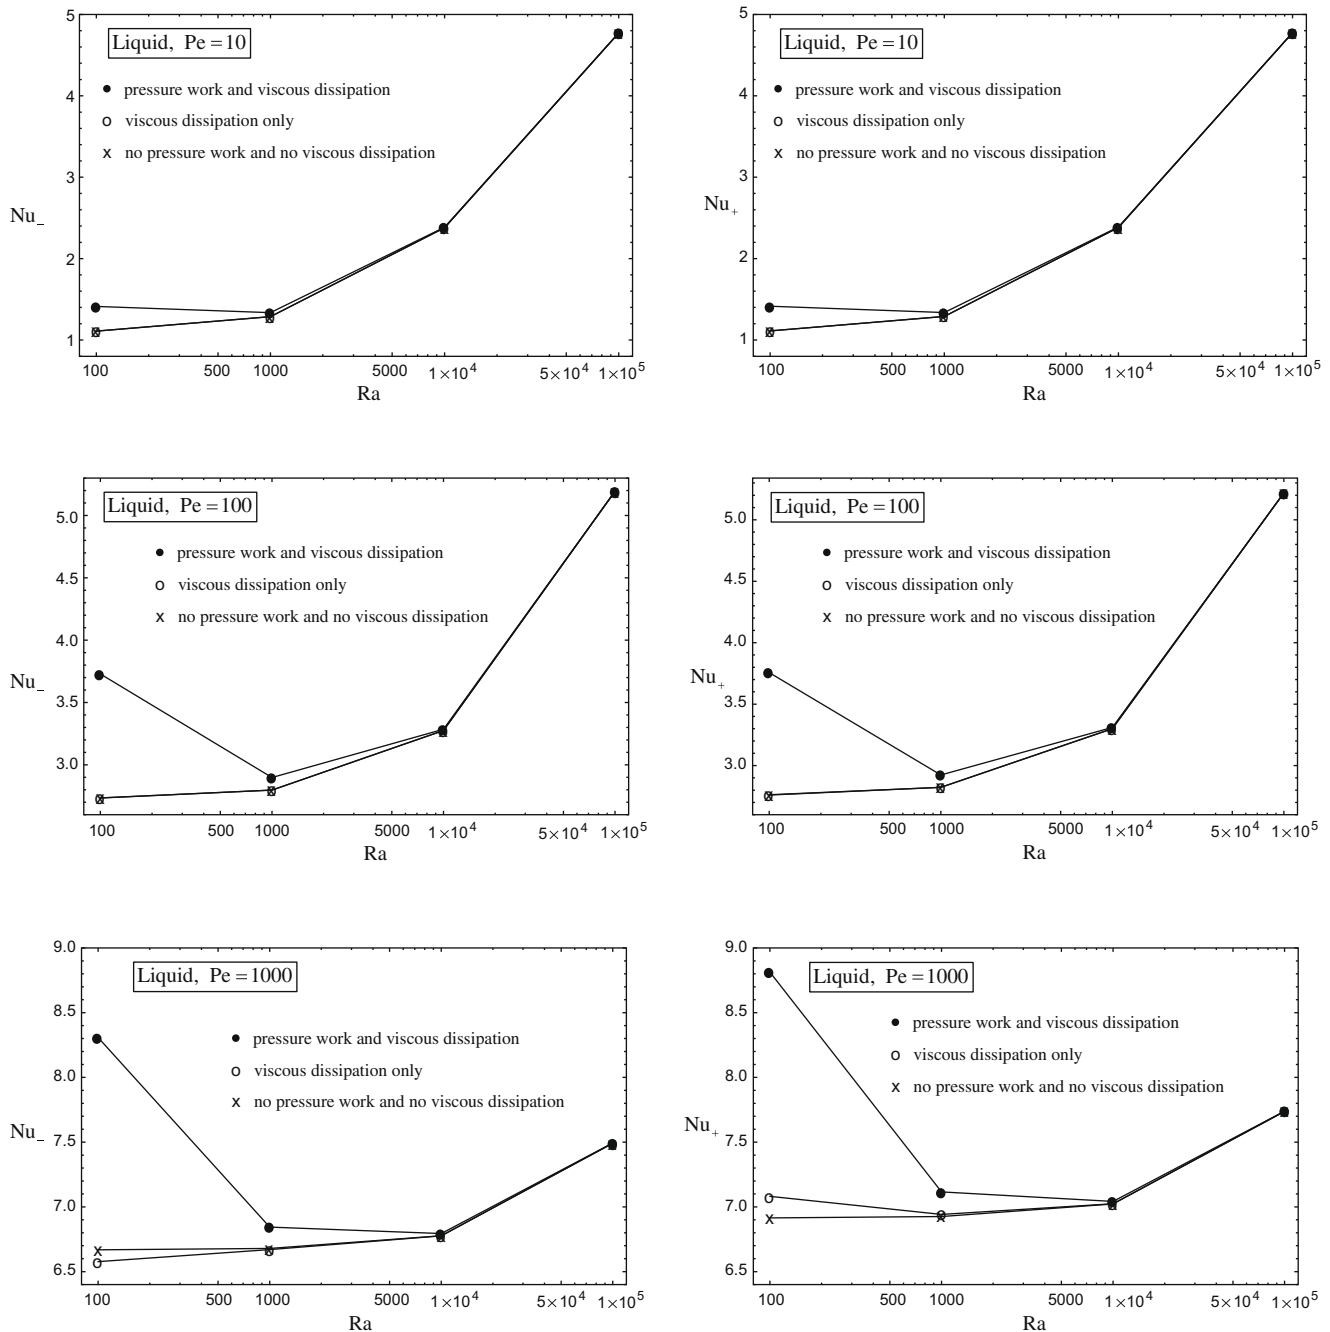 Liquid, Pe = 10
● pressure work and viscous dissipation
o viscous dissipation only
x no pressure work and no viscous dissipation
5
4
3
2
1
Nu₋
100 500 1000 5000 1×10⁴ 5×10⁴ 1×10⁵
Ra
Liquid, Pe = 10
● pressure work and viscous dissipation
o viscous dissipation only
x no pressure work and no viscous dissipation
5
4
3
2
1
Nu₊
100 500 1000 5000 1×10⁴ 5×10⁴ 1×10⁵
Ra
Liquid, Pe = 100
● pressure work and viscous dissipation
o viscous dissipation only
x no pressure work and no viscous dissipation
5.0
4.5
4.0
3.5
3.0
Nu₋
100 500 1000 5000 1×10⁴ 5×10⁴ 1×10⁵
Ra
Liquid, Pe = 100
● pressure work and viscous dissipation
o viscous dissipation only
x no pressure work and no viscous dissipation
5.0
4.5
4.0
3.5
3.0
Nu₊
100 500 1000 5000 1×10⁴ 5×10⁴ 1×10⁵
Ra
Liquid, Pe = 1000
● pressure work and viscous dissipation
o viscous dissipation only
x no pressure work and no viscous dissipation
9.0
8.5
8.0
7.5
7.0
6.5
Nu₋
100 500 1000 5000 1×10⁴ 5×10⁴ 1×10⁵
Ra
Liquid, Pe = 1000
● pressure work and viscous dissipation
o viscous dissipation only
x no pressure work and no viscous dissipation
9.0
8.5
8.0
7.5
7.0
6.5
Nu₊
100 500 1000 5000 1×10⁴ 5×10⁴ 1×10⁵
Ra